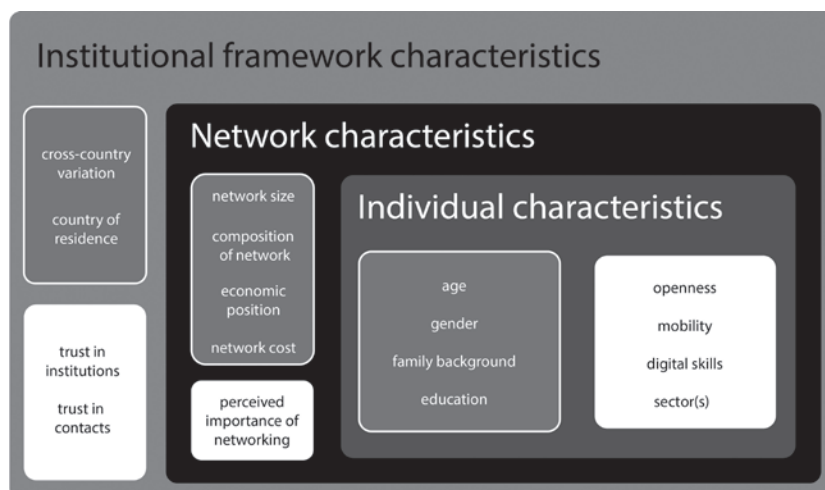 Institutional framework characteristics
cross-country
variation
country of
residence
trust in
institutions
trust in
contacts
Network characteristics
network size
composition
of network
economic
position
network cost
perceived
importance of
networking
Individual characteristics
age
gender
family background
education
openness
mobility
digital skills
sector(s)